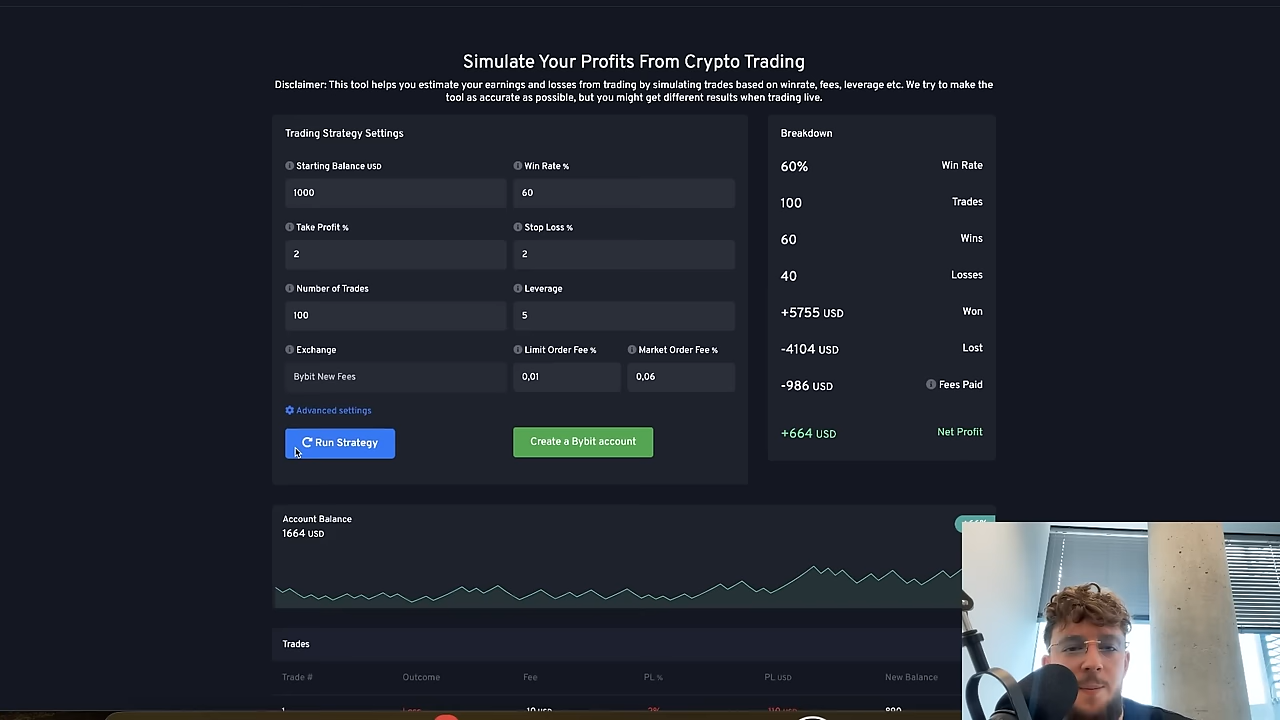 Simulate Your Profits From Crypto Trading
Disclaimer: This tool helps you estimate your earnings and losses from trading by simulating trades based on winrate, fees, leverage etc. We try to make the
tool as accurate as possible, but you might get different results when trading live.
Trading Strategy Settings
Starting Balance USD
Win Rate %
1000
60
Take Profit %
Stop Loss %
2
2
Number of Trades
Leverage
100
5
Exchange
Limit Order Fee %
Market Order Fee %
Bybit New Fees
0,01
0,06
Advanced settings
Run Strategy
Create a Bybit account
Breakdown
60% Win Rate
100 Trades
60 Wins
40 Losses
+5755 USD Won
-4104 USD Lost
-986 USD Fees Paid
+664 USD Net Profit
Account Balance
1664 USD
Trades
Trade # Outcome Fee PL % PL USD New Balance